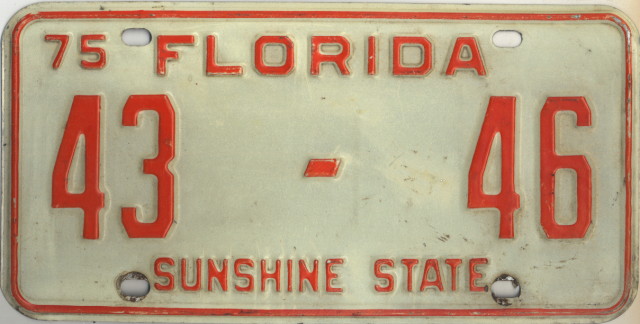 75 FLORIDA
43 - 46
SUNSHINE STATE